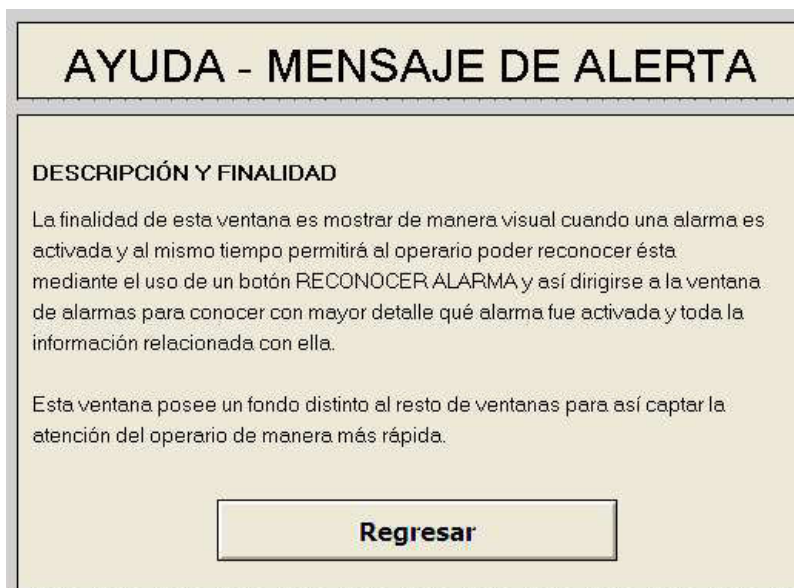 AYUDA - MENSAJE DE ALERTA
DESCRIPCIÓN Y FINALIDAD
La finalidad de esta ventana es mostrar de manera visual cuando una alarma es
activada y al mismo tiempo permitirá al operario poder reconocer ésta
mediante el uso de un botón RECONOCER ALARMA y así dirigirse a la ventana
de alarmas para conocer con mayor detalle qué alarma fue activada y toda la
información relacionada con ella.
Esta ventana posee un fondo distinto al resto de ventanas para así captar la
atención del operario de manera más rápida.
Regresar